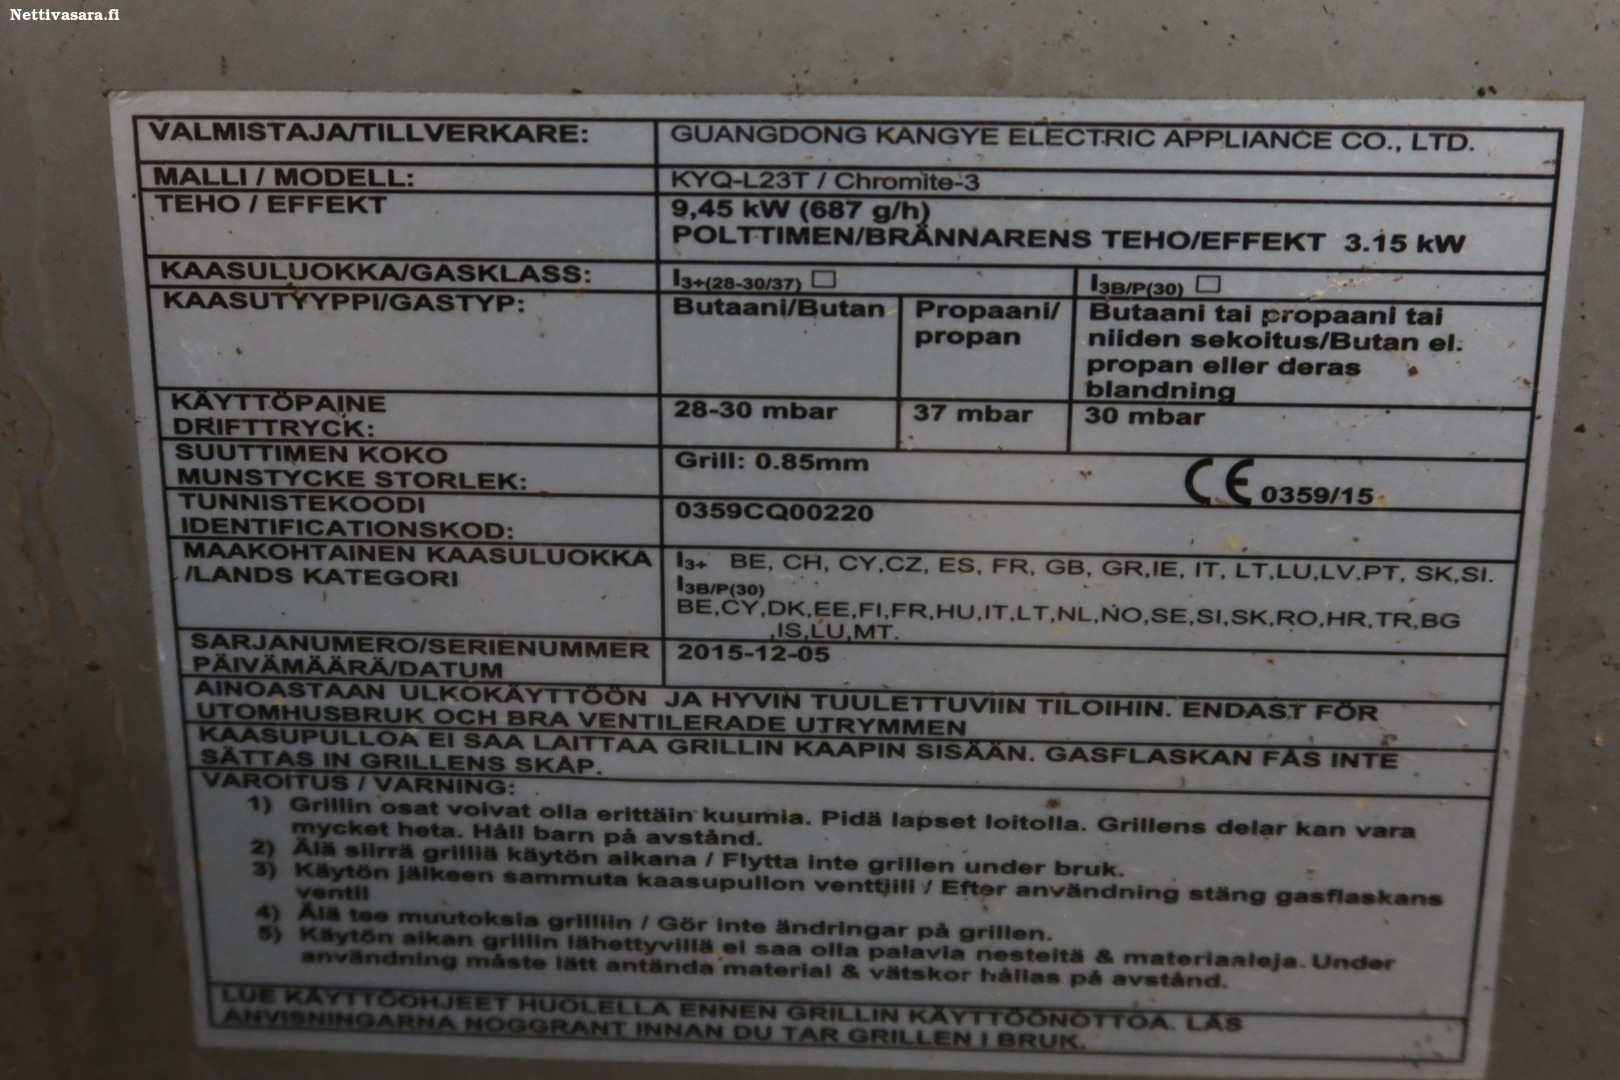 Nettivasara.fi
VALMISTAJA/TILLVERKARE: GUANGDONG KANGYE ELECTRIC APPLIANCE CO., LTD.
MALLI / MODELL: KYQ-L23T / Chromite-3
TEHO / EFFEKT 9,45 kW (687 g/h)
POLTTIMEN/BRÄNNARENS TEHO/EFFEKT 3.15 kW
KAASULUOKKA/GASKLASS: I3+(28-30/37) □ I3B/P(30) □
KAASUTYYPPI/GASTYP: Butaani/Butan Propaani/ Butaani tai propaani tai
propan niiden sekoitus/Butan el.
propan eller deras
blandning
KÄYTTÖPAINE 28-30 mbar 37 mbar 30 mbar
DRIFTTRYCK:
SUUTTIMEN KOKO Grill: 0.85mm
MUNSTYCKE STORLEK: CE 0359/15
TUNNISTEKOODI 0359CQ00220
IDENTIFICATIONSKOD:
MAAKOHTAINEN KAASULUOKKA I3+ BE, CH, CY,CZ, ES, FR, GB, GR,IE, IT, LT,LU,LV,PT, SK,SI.
/LANDS KATEGORI I3B/P(30)
BE,CY,DK,EE,FI,FR,HU,IT,LT,NL,NO,SE,SI,SK,RO,HR,TR,BG
,IS,LU,MT.
SARJANUMERO/SERIENUMMER 2015-12-05
PÄIVÄMÄÄRÄ/DATUM
AINOASTAAN ULKOKÄYTTÖÖN JA HYVIN TUULETTUVIIN TILOIHIN. ENDAST FÖR
UTOMHUSBRUK OCH BRA VENTILERADE UTRYMMEN
KAASUPULLOA EI SAA LAITTAA GRILLIN KAAPIN SISÄÄN. GASFLASKAN FÅS INTE
SÄTTAS IN GRILLENS SKÅP.
VAROITUS / VARNING:
1) Grillin osat voivat olla erittäin kuumia. Pidä lapset loitolla. Grillens delar kan vara
mycket heta. Håll barn på avstånd.
2) Älä siirrä grilliä käytön aikana / Flytta inte grillen under bruk.
3) Käytön jälkeen sammuta kaasupullon venttiili / Efter användning stäng gasflaskans
ventil
4) Älä tee muutoksia grilliin / Gör inte ändringar på grillen.
5) Käytön aikan grillin lähettyvillä ei saa olla palavia nesteitä & materiaaleja. Under
användning måste lätt antända material & vätskor hållas på avstånd.
LUE KÄYTTÖOHJEET HUOLELLA ENNEN GRILLIN KÄYTTÖÖNOTTOA. LÄS
ANVISNINGARNA NOGGRANT INNAN DU TAR GRILLEN I BRUK.